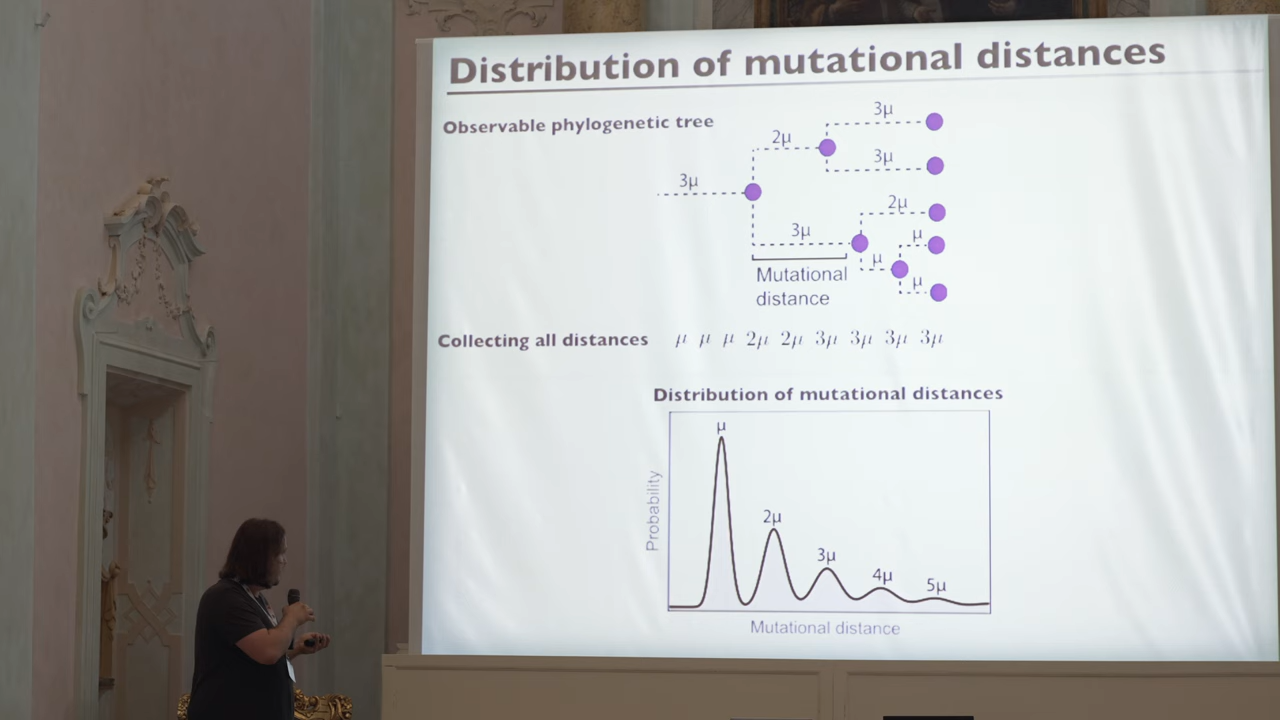 Distribution of mutational distances
Observable phylogenetic tree
3μ
2μ
3μ
3μ
3μ
2μ
μ
μ
μ
Mutational
distance
Collecting all distances μ μ μ 2μ 2μ 3μ 3μ 3μ 3μ
Distribution of mutational distances
μ
2μ
3μ
4μ
5μ
Probability
Mutational distance